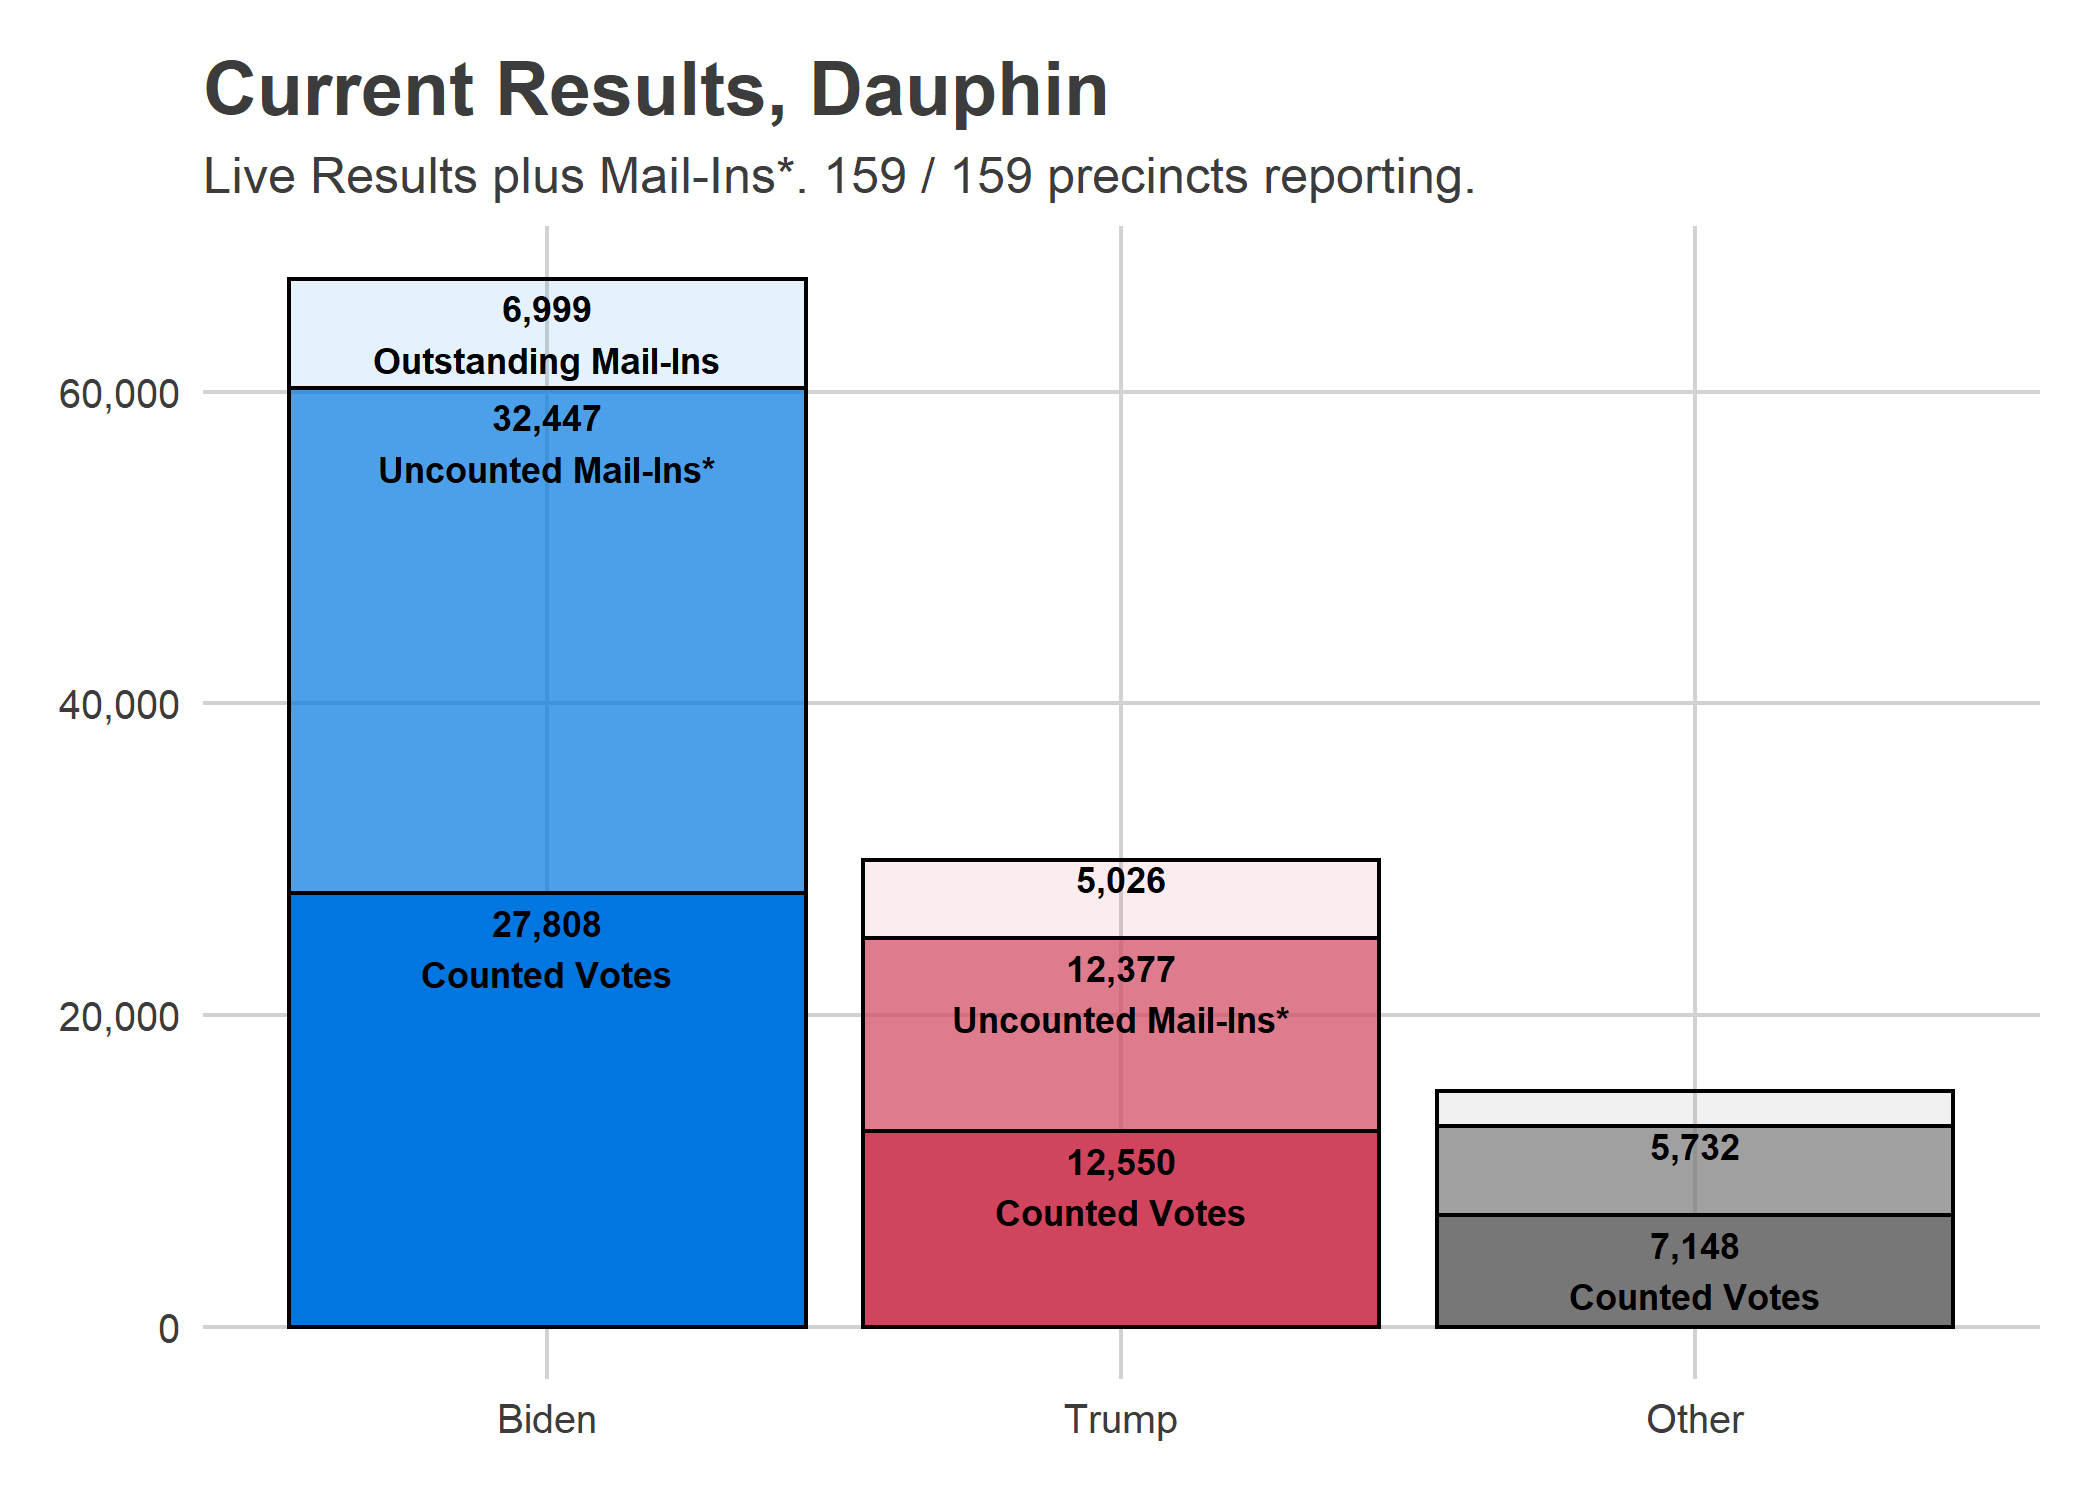 Current Results, Dauphin
Live Results plus Mail-Ins*. 159 / 159 precincts reporting.
6,999
Outstanding Mail-Ins
60,000
32,447
Uncounted Mail-Ins*
40,000
5,026
27,808
Counted Votes
12,377
Uncounted Mail-Ins*
20,000
5,732
12,550
Counted Votes
7,148
Counted Votes
0
Biden
Trump
Other